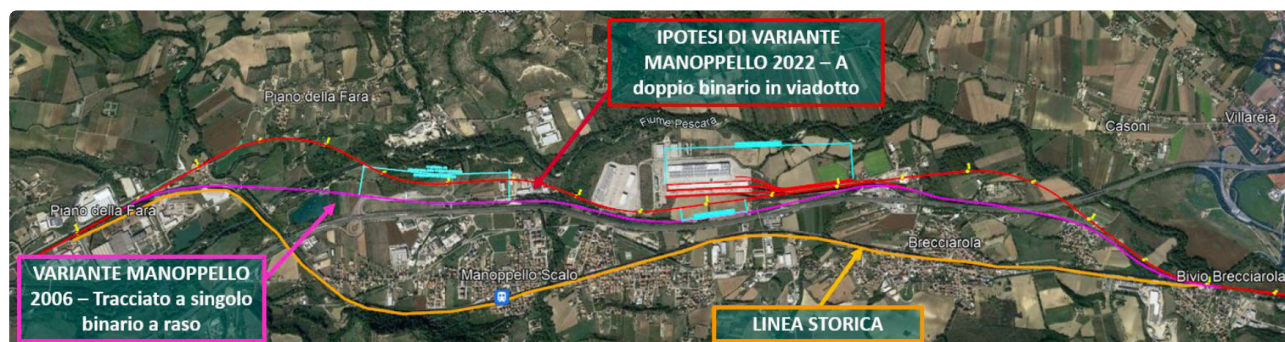 IPOTESI DI VARIANTE
MANOPPELLO 2022 – A
doppio binario in viadotto
Piano della Fara
Fiume Pescara
Casoni
Villareia
Piano della Fara
Brecciarola
Manoppello Scalo
Bivio Brecciarola
VARIANTE MANOPPELLO
2006 – Tracciato a singolo
binario a raso
LINEA STORICA